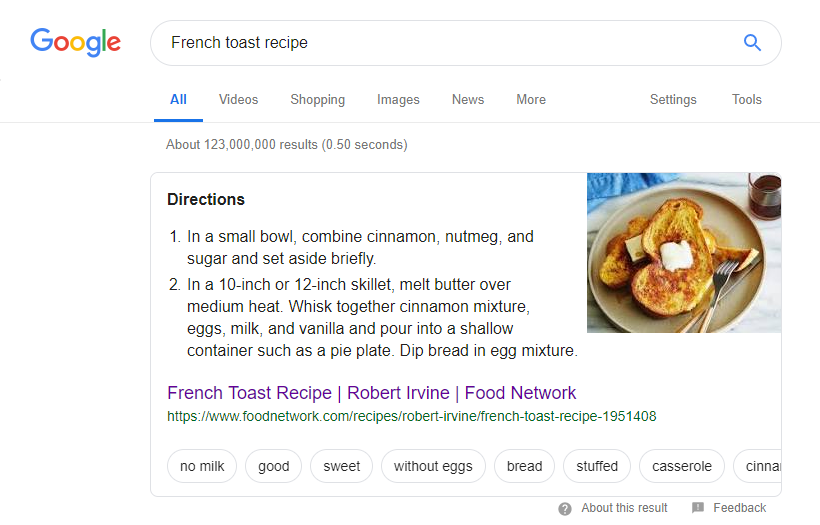 Google
French toast recipe
All Videos Shopping Images News More Settings Tools
About 123,000,000 results (0.50 seconds)
Directions
1. In a small bowl, combine cinnamon, nutmeg, and
sugar and set aside briefly.
2. In a 10-inch or 12-inch skillet, melt butter over
medium heat. Whisk together cinnamon mixture,
eggs, milk, and vanilla and pour into a shallow
container such as a pie plate. Dip bread in egg mixture.
French Toast Recipe | Robert Irvine | Food Network
https://www.foodnetwork.com/recipes/robert-irvine/french-toast-recipe-1951408
no milk good sweet without eggs bread stuffed casserole cinna
About this result Feedback